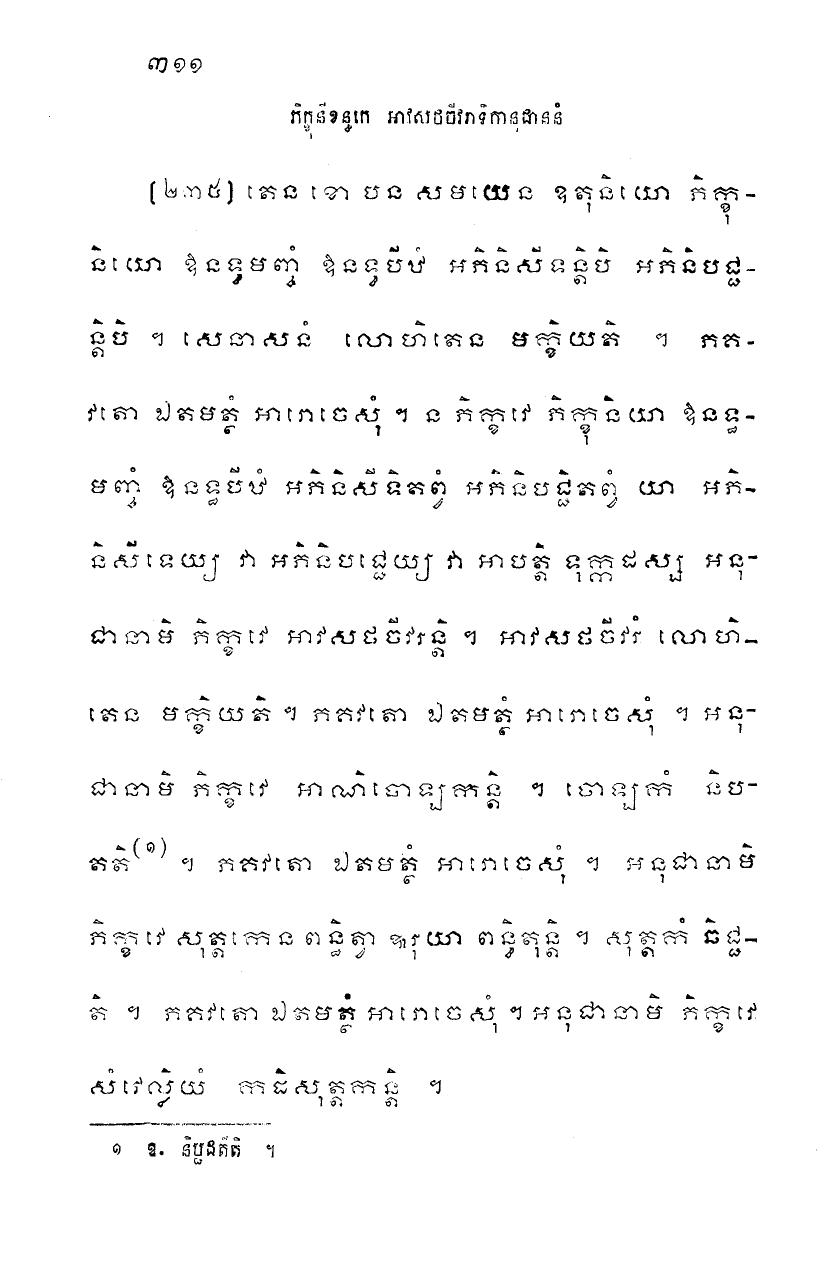 ៣១១
ភិក្ខុនីខន្ធកេ អាវសថចីវរាទិកានុជាននំ
[២៣៥] តេន ខោ បន សមយេន ឧតុនិយោ ភិក្ខុ-
និយោ ឱនទ្ធមញ្ចំ ឱនទ្ធបីឋំ អភិនិសីទន្តិបិ អភិនិបជ្ជ-
ន្តិបិ ។ សេនាសនំ លោហិតេន មក្ខិយតិ ។ ភគ-
វតោ ឯតមត្ថំ អារោចេសុំ ។ ន ភិក្ខវេ ភិក្ខុនិយា ឱនទ្ធ-
មញ្ចំ ឱនទ្ធបីឋំ អភិនិសីទិតព្វំ អភិនិបជ្ជិតព្វំ យា អភិ-
និសីទេយ្យ វា អភិនិបជ្ជេយ្យ វា អាបត្តិ ទុក្កដស្ស អនុ-
ជានាមិ ភិក្ខវេ អាវសថចីវរន្តិ ។ អាវសថចីវរំ លោហិ-
តេន មក្ខិយតិ ។ ភគវតោ ឯតមត្ថំ អារោចេសុំ ។ អនុ-
ជានាមិ ភិក្ខវេ អាណិចោឡកន្តិ ។ ចោឡកំ និប-
តតិ(១) ។ ភគវតោ ឯតមត្ថំ អារោចេសុំ ។ អនុជានាមិ
ភិក្ខវេ សុត្តកេន ពន្ធិត្វា ឩរុយា ពន្ធិតុន្តិ ។ សុត្តកំ ឆិជ្ជ-
តិ ។ ភគវតោ ឯតមត្ថំ អារោចេសុំ ។ អនុជានាមិ ភិក្ខវេ
សំវេល្លិយំ កដិសុត្តកន្តិ ។
១ ឱ. និប្បដតតិ ។